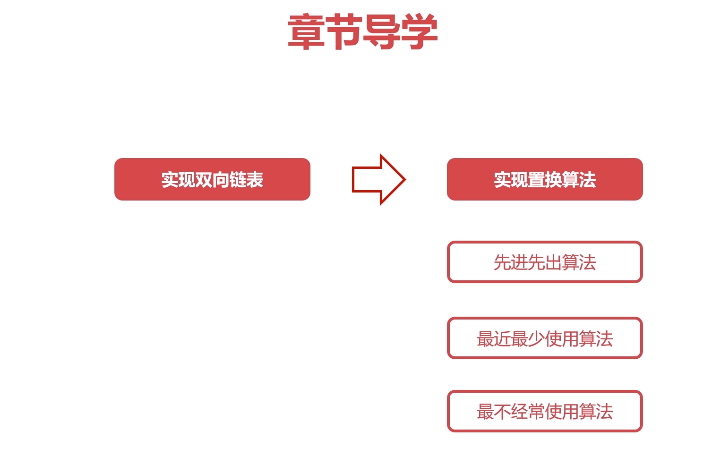 章节导学
实现双向链表
实现置换算法
先进先出算法
最近最少使用算法
最不经常使用算法